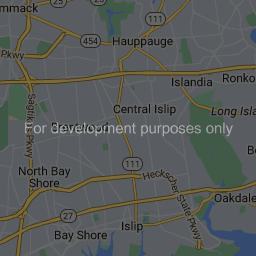 mmack
111
454
Hauppauge
Pkwy
Ronko
Islandia
Sagtikos Pkwy
Central Islip
Long Isla
For development purposes only
Brentwood
111
North Bay
Shore
Heckscher State Pkwy
Oakdale
27
Islip
Bay Shore